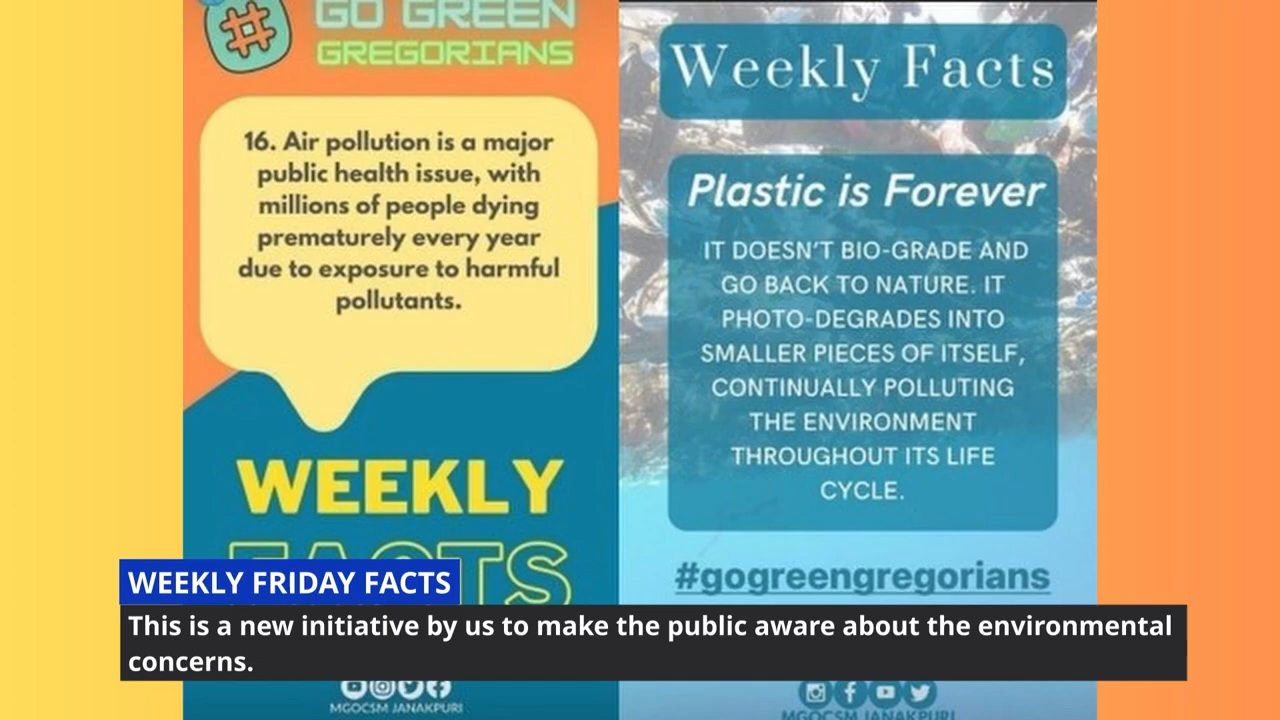 GO GREEN
GREGORIANS
16. Air pollution is a major
public health issue, with
millions of people dying
prematurely every year
due to exposure to harmful
pollutants.
WEEKLY
FACTS
MGOCSM JANAKPURI
Weekly Facts
Plastic is Forever
IT DOESN'T BIO-GRADE AND
GO BACK TO NATURE. IT
PHOTO-DEGRADES INTO
SMALLER PIECES OF ITSELF,
CONTINUALLY POLLUTING
THE ENVIRONMENT
THROUGHOUT ITS LIFE
CYCLE.
#gogreengregorians
MGOCSM JANAKPURI
WEEKLY FRIDAY FACTS
This is a new initiative by us to make the public aware about the environmental
concerns.